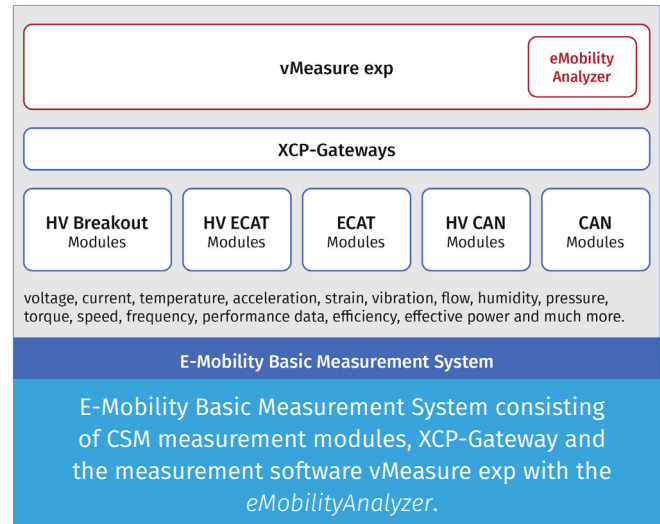 vMeasure exp
eMobility
Analyzer
XCP-Gateways
HV Breakout
Modules
HV ECAT
Modules
ECAT
Modules
HV CAN
Modules
CAN
Modules
voltage, current, temperature, acceleration, strain, vibration, flow, humidity, pressure,
torque, speed, frequency, performance data, efficiency, effective power and much more.
E-Mobility Basic Measurement System
E-Mobility Basic Measurement System consisting
of CSM measurement modules, XCP-Gateway and
the measurement software vMeasure exp with the
eMobilityAnalyzer.